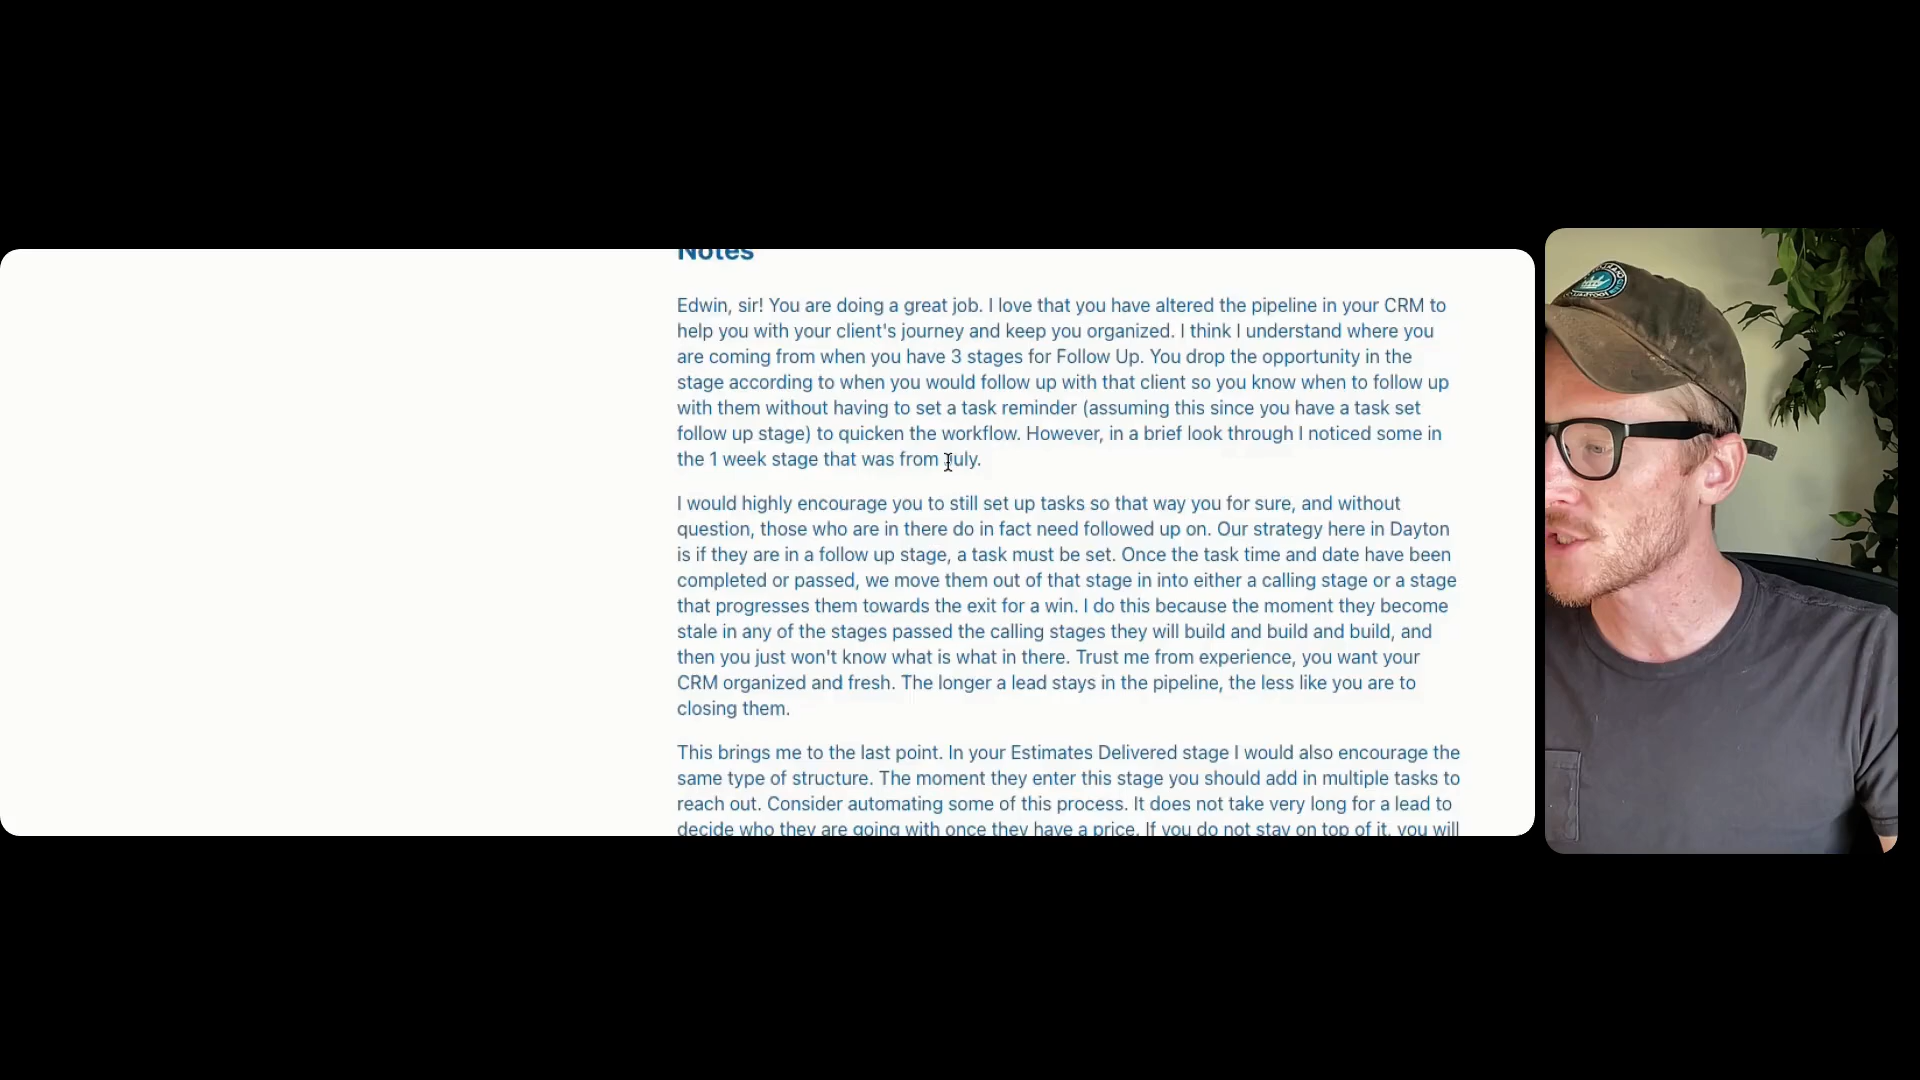 Notes
Edwin, sir! You are doing a great job. I love that you have altered the pipeline in your CRM to
help you with your client's journey and keep you organized. I think I understand where you
are coming from when you have 3 stages for Follow Up. You drop the opportunity in the
stage according to when you would follow up with that client so you know when to follow up
with them without having to set a task reminder (assuming this since you have a task set
follow up stage) to quicken the workflow. However, in a brief look through I noticed some in
the 1 week stage that was from July.
I would highly encourage you to still set up tasks so that way you for sure, and without
question, those who are in there do in fact need followed up on. Our strategy here in Dayton
is if they are in a follow up stage, a task must be set. Once the task time and date have been
completed or passed, we move them out of that stage in into either a calling stage or a stage
that progresses them towards the exit for a win. I do this because the moment they become
stale in any of the stages passed the calling stages they will build and build and build, and
then you just won't know what is what in there. Trust me from experience, you want your
CRM organized and fresh. The longer a lead stays in the pipeline, the less like you are to
closing them.
This brings me to the last point. In your Estimates Delivered stage I would also encourage the
same type of structure. The moment they enter this stage you should add in multiple tasks to
reach out. Consider automating some of this process. It does not take very long for a lead to
decide who they are going with once they have a price. If you do not stay on top of it, you will